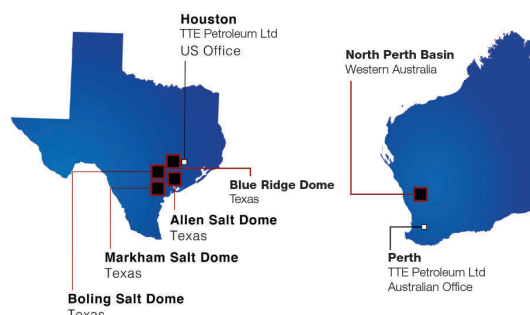 Houston
TTE Petroleum Ltd
US Office
Blue Ridge Dome
Texas
Allen Salt Dome
Texas
Markham Salt Dome
Texas
Boling Salt Dome
Texas
North Perth Basin
Western Australia
Perth
TTE Petroleum Ltd
Australian Office